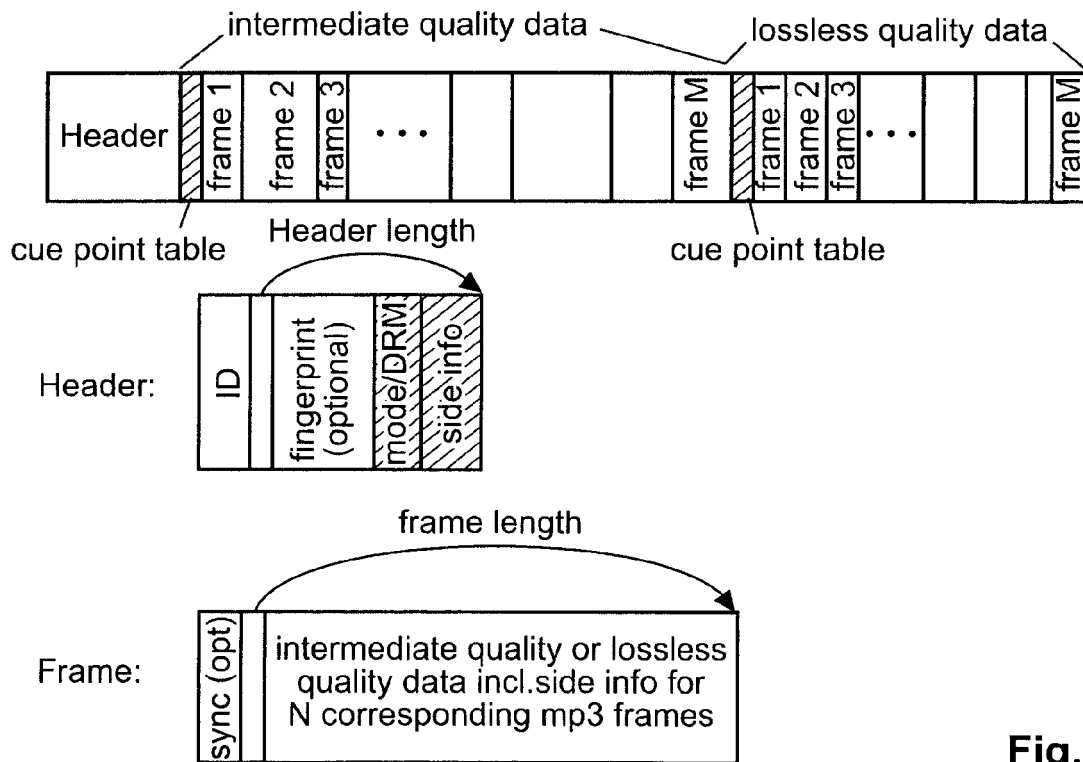 intermediate quality data
lossless quality data
Header
frame 1
frame 2
frame 3
...
frame M
frame 1
frame 2
frame 3
...
frame M
cue point table
cue point table
Header length
Header:
ID
fingerprint
(optional)
mode/DRM
side info
frame length
Frame:
sync (opt)
intermediate quality or lossless
quality data incl.side info for
N corresponding mp3 frames
Fig.